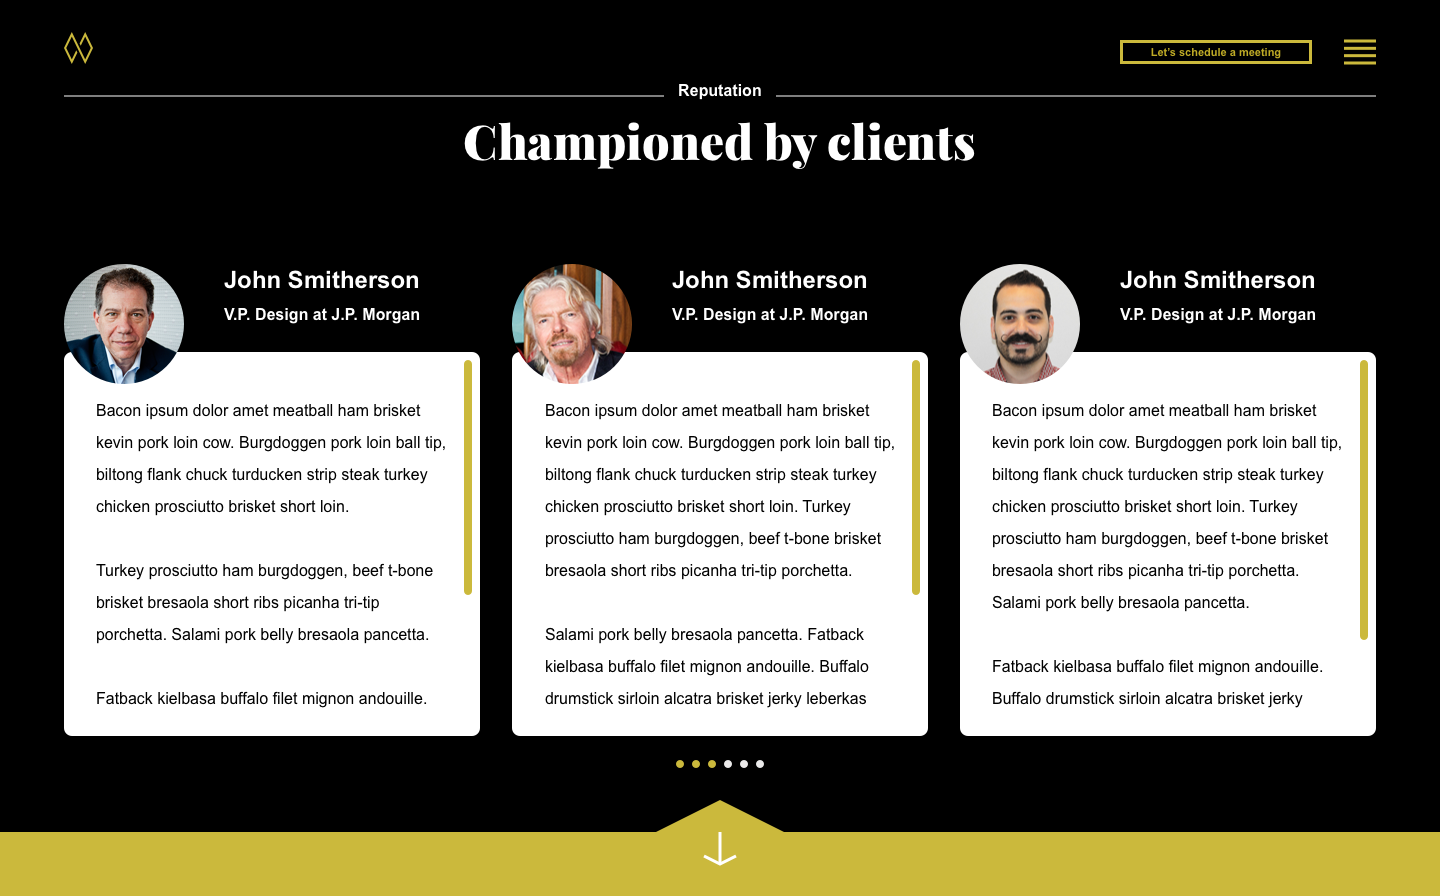 Let's schedule a meeting
Reputation
Championed by clients
John Smitherson
V.P. Design at J.P. Morgan
Bacon ipsum dolor amet meatball ham brisket
kevin pork loin cow. Burgdoggen pork loin ball tip,
biltong flank chuck turducken strip steak turkey
chicken prosciutto brisket short loin.
Turkey prosciutto ham burgdoggen, beef t-bone
brisket bresaola short ribs picanha tri-tip
porchetta. Salami pork belly bresaola pancetta.
Fatback kielbasa buffalo filet mignon andouille.
John Smitherson
V.P. Design at J.P. Morgan
Bacon ipsum dolor amet meatball ham brisket
kevin pork loin cow. Burgdoggen pork loin ball tip,
biltong flank chuck turducken strip steak turkey
chicken prosciutto brisket short loin. Turkey
prosciutto ham burgdoggen, beef t-bone brisket
bresaola short ribs picanha tri-tip porchetta.
Salami pork belly bresaola pancetta. Fatback
kielbasa buffalo filet mignon andouille. Buffalo
drumstick sirloin alcatra brisket jerky leberkas
John Smitherson
V.P. Design at J.P. Morgan
Bacon ipsum dolor amet meatball ham brisket
kevin pork loin cow. Burgdoggen pork loin ball tip,
biltong flank chuck turducken strip steak turkey
chicken prosciutto brisket short loin. Turkey
prosciutto ham burgdoggen, beef t-bone brisket
bresaola short ribs picanha tri-tip porchetta.
Salami pork belly bresaola pancetta.
Fatback kielbasa buffalo filet mignon andouille.
Buffalo drumstick sirloin alcatra brisket jerky